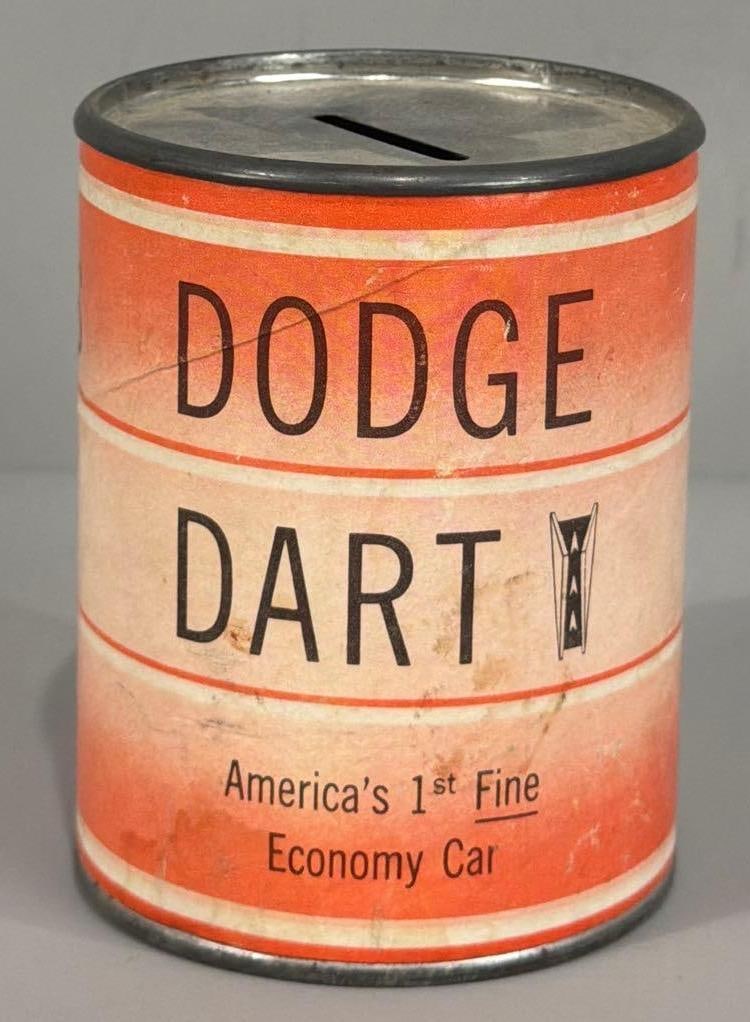 DODGE
DART
America's 1st Fine
Economy Car